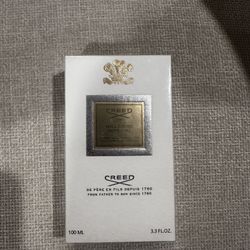 CREED
CREED
DE PÈRE EN FILS DEPUIS 1760
FROM FATHER TO SON SINCE 1760
100 ML 3.3 FL.OZ.